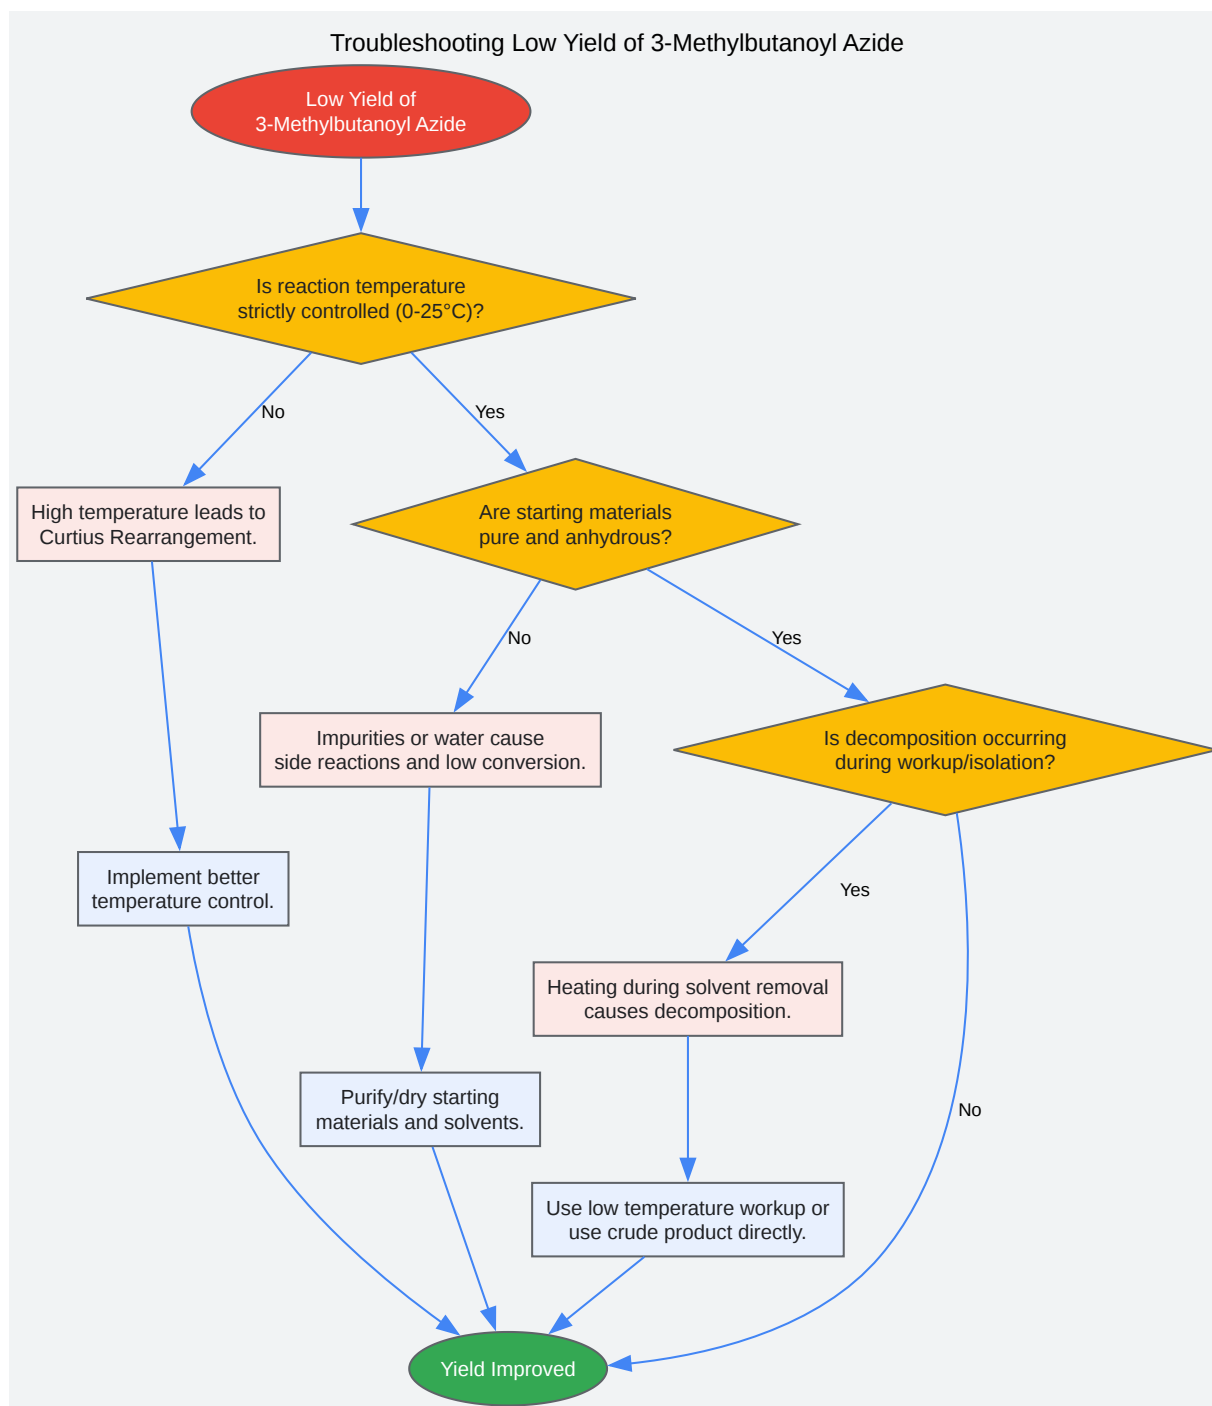 Troubleshooting Low Yield of 3-Methylbutanoyl Azide
Low Yield of
3-Methylbutanoyl Azide
Is reaction temperature
strictly controlled (0-25°C)?
No
Yes
High temperature leads to
Curtius Rearrangement.
Are starting materials
pure and anhydrous?
No
Yes
Impurities or water cause
side reactions and low conversion.
Is decomposition occurring
during workup/isolation?
Implement better
temperature control.
Yes
Heating during solvent removal
causes decomposition.
Purify/dry starting
materials and solvents.
No
Use low temperature workup or
use crude product directly.
Yield Improved